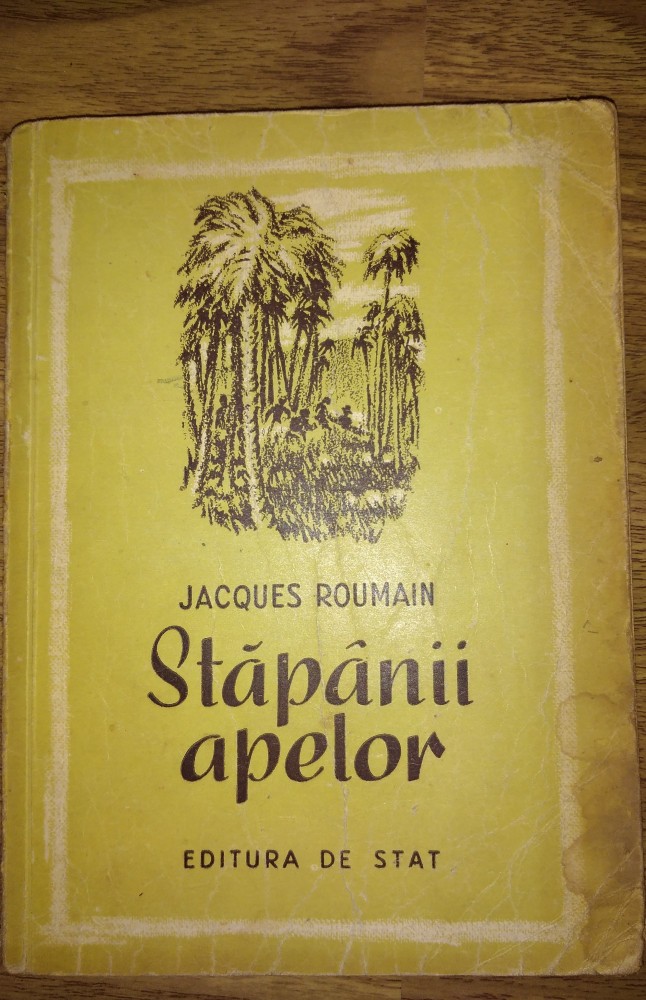 JACQUES ROUMAIN
Stăpânii
apelor
EDITURA DE STAT